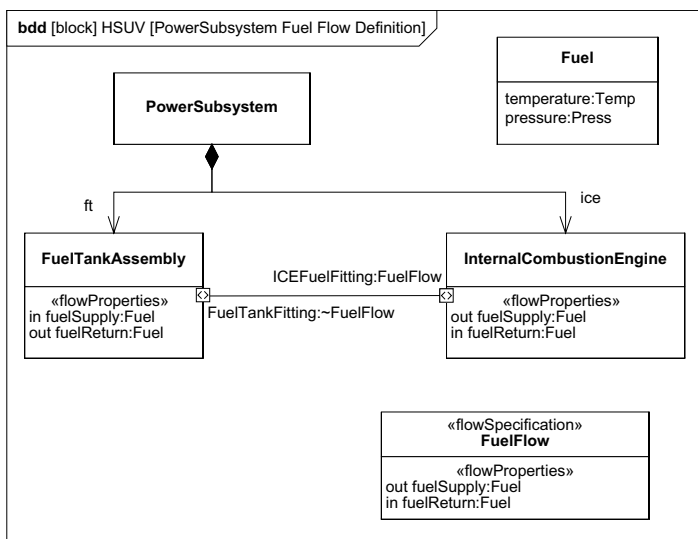 bdd [block] HSUV [PowerSubsystem Fuel Flow Definition]
Fuel
temperature:Temp
pressure:Press
PowerSubsystem
ft
ice
FuelTankAssembly
«flowProperties»
in fuelSupply:Fuel
out fuelReturn:Fuel
ICEFuelFitting:FuelFlow
FuelTankFitting:~FuelFlow
InternalCombustionEngine
«flowProperties»
out fuelSupply:Fuel
in fuelReturn:Fuel
«flowSpecification»
FuelFlow
«flowProperties»
out fuelSupply:Fuel
in fuelReturn:Fuel